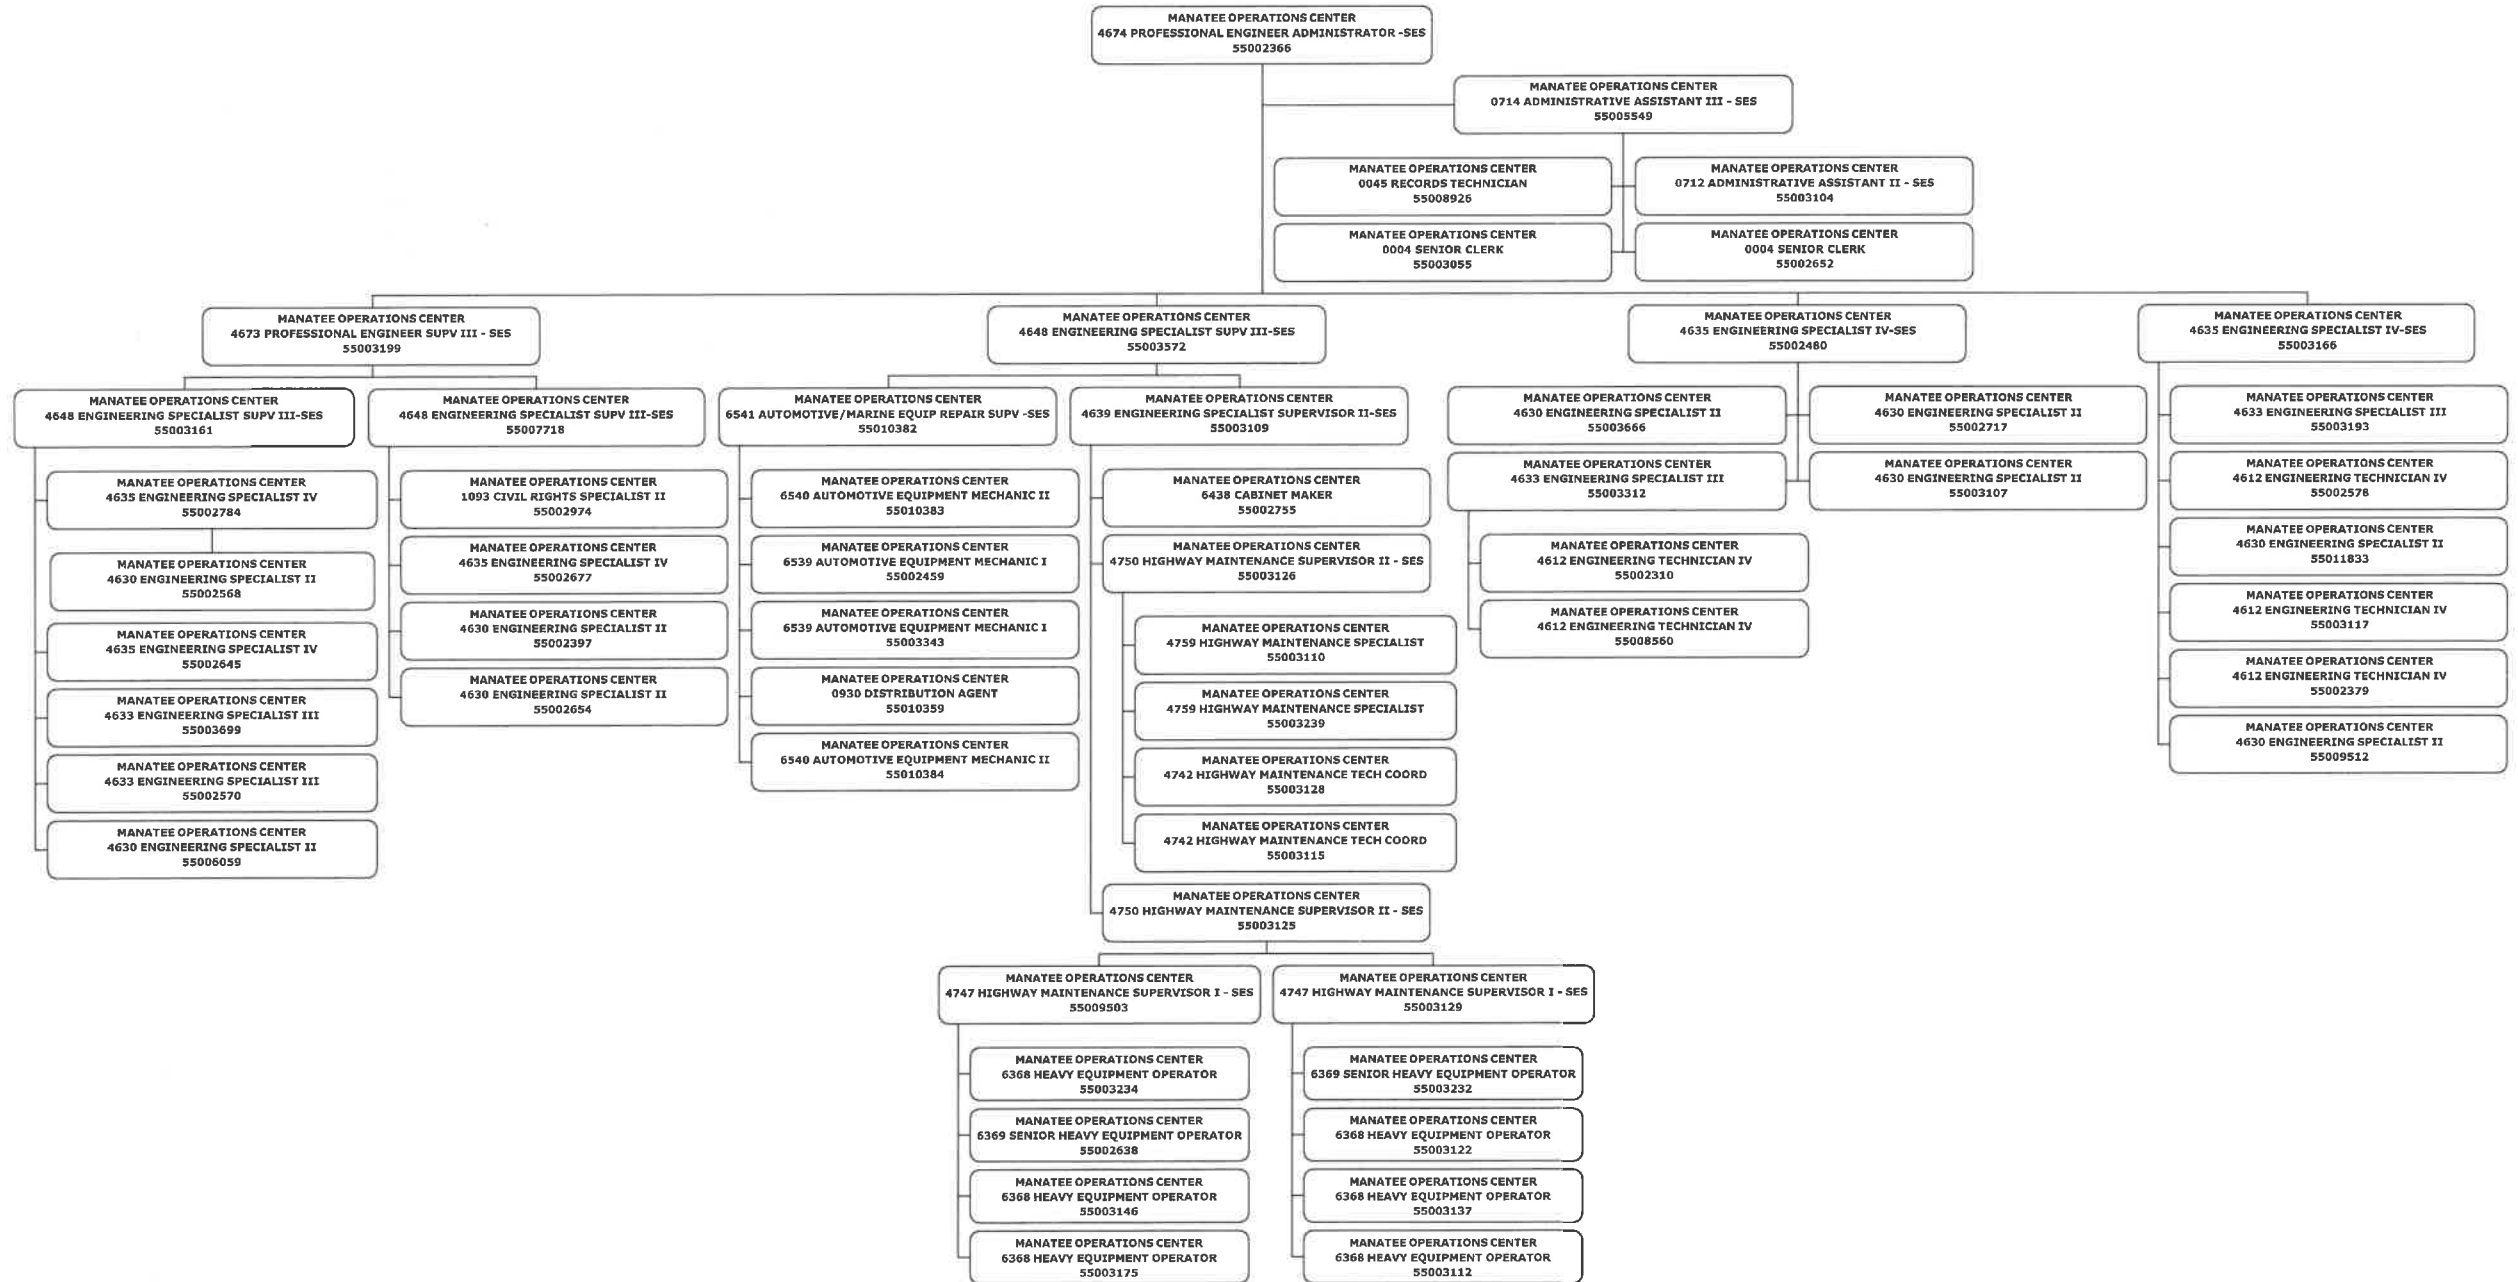 MANATEE OPERATIONS CENTER
4674 PROFESSIONAL ENGINEER ADMINISTRATOR -SES
55002366
MANATEE OPERATIONS CENTER
0714 ADMINISTRATIVE ASSISTANT III - SES
55005549
MANATEE OPERATIONS CENTER
0045 RECORDS TECHNICIAN
55008926
MANATEE OPERATIONS CENTER
0712 ADMINISTRATIVE ASSISTANT II - SES
55003104
MANATEE OPERATIONS CENTER
0004 SENIOR CLERK
55003055
MANATEE OPERATIONS CENTER
0004 SENIOR CLERK
55002652
MANATEE OPERATIONS CENTER
4673 PROFESSIONAL ENGINEER SUPV III - SES
55003199
MANATEE OPERATIONS CENTER
4648 ENGINEERING SPECIALIST SUPV III-SES
55003161
MANATEE OPERATIONS CENTER
4635 ENGINEERING SPECIALIST IV
55002784
MANATEE OPERATIONS CENTER
4630 ENGINEERING SPECIALIST II
55002568
MANATEE OPERATIONS CENTER
4635 ENGINEERING SPECIALIST IV
55002645
MANATEE OPERATIONS CENTER
4633 ENGINEERING SPECIALIST III
55003699
MANATEE OPERATIONS CENTER
4633 ENGINEERING SPECIALIST III
55002570
MANATEE OPERATIONS CENTER
4630 ENGINEERING SPECIALIST II
55006059
MANATEE OPERATIONS CENTER
4648 ENGINEERING SPECIALIST SUPV III-SES
55007718
MANATEE OPERATIONS CENTER
1093 CIVIL RIGHTS SPECIALIST II
55002974
MANATEE OPERATIONS CENTER
4635 ENGINEERING SPECIALIST IV
55002677
MANATEE OPERATIONS CENTER
4630 ENGINEERING SPECIALIST II
55002397
MANATEE OPERATIONS CENTER
4630 ENGINEERING SPECIALIST II
55002654
MANATEE OPERATIONS CENTER
4648 ENGINEERING SPECIALIST SUPV III-SES
55003572
MANATEE OPERATIONS CENTER
6541 AUTOMOTIVE/MARINE EQUIP REPAIR SUPV -SES
55010382
MANATEE OPERATIONS CENTER
6540 AUTOMOTIVE EQUIPMENT MECHANIC II
55010383
MANATEE OPERATIONS CENTER
6539 AUTOMOTIVE EQUIPMENT MECHANIC I
55002459
MANATEE OPERATIONS CENTER
6539 AUTOMOTIVE EQUIPMENT MECHANIC I
55003343
MANATEE OPERATIONS CENTER
0930 DISTRIBUTION AGENT
55010359
MANATEE OPERATIONS CENTER
6540 AUTOMOTIVE EQUIPMENT MECHANIC II
55010384
MANATEE OPERATIONS CENTER
4639 ENGINEERING SPECIALIST SUPERVISOR II-SES
55003109
MANATEE OPERATIONS CENTER
6438 CABINET MAKER
55002755
MANATEE OPERATIONS CENTER
4750 HIGHWAY MAINTENANCE SUPERVISOR II - SES
55003126
MANATEE OPERATIONS CENTER
4759 HIGHWAY MAINTENANCE SPECIALIST
55003110
MANATEE OPERATIONS CENTER
4759 HIGHWAY MAINTENANCE SPECIALIST
55003239
MANATEE OPERATIONS CENTER
4742 HIGHWAY MAINTENANCE TECH COORD
55003128
MANATEE OPERATIONS CENTER
4742 HIGHWAY MAINTENANCE TECH COORD
55003115
MANATEE OPERATIONS CENTER
4750 HIGHWAY MAINTENANCE SUPERVISOR II - SES
55003125
MANATEE OPERATIONS CENTER
4747 HIGHWAY MAINTENANCE SUPERVISOR I - SES
55009503
MANATEE OPERATIONS CENTER
6368 HEAVY EQUIPMENT OPERATOR
55003234
MANATEE OPERATIONS CENTER
6369 SENIOR HEAVY EQUIPMENT OPERATOR
55002638
MANATEE OPERATIONS CENTER
6368 HEAVY EQUIPMENT OPERATOR
55003146
MANATEE OPERATIONS CENTER
6368 HEAVY EQUIPMENT OPERATOR
55003175
MANATEE OPERATIONS CENTER
4747 HIGHWAY MAINTENANCE SUPERVISOR I - SES
55003129
MANATEE OPERATIONS CENTER
6369 SENIOR HEAVY EQUIPMENT OPERATOR
55003232
MANATEE OPERATIONS CENTER
6368 HEAVY EQUIPMENT OPERATOR
55003122
MANATEE OPERATIONS CENTER
6368 HEAVY EQUIPMENT OPERATOR
55003137
MANATEE OPERATIONS CENTER
6368 HEAVY EQUIPMENT OPERATOR
55003112
MANATEE OPERATIONS CENTER
4635 ENGINEERING SPECIALIST IV-SES
55002480
MANATEE OPERATIONS CENTER
4630 ENGINEERING SPECIALIST II
55003666
MANATEE OPERATIONS CENTER
4630 ENGINEERING SPECIALIST II
55002717
MANATEE OPERATIONS CENTER
4633 ENGINEERING SPECIALIST III
55003312
MANATEE OPERATIONS CENTER
4630 ENGINEERING SPECIALIST II
55003107
MANATEE OPERATIONS CENTER
4612 ENGINEERING TECHNICIAN IV
55002310
MANATEE OPERATIONS CENTER
4612 ENGINEERING TECHNICIAN IV
55008560
MANATEE OPERATIONS CENTER
4635 ENGINEERING SPECIALIST IV-SES
55003166
MANATEE OPERATIONS CENTER
4633 ENGINEERING SPECIALIST III
55003193
MANATEE OPERATIONS CENTER
4612 ENGINEERING TECHNICIAN IV
55002578
MANATEE OPERATIONS CENTER
4630 ENGINEERING SPECIALIST II
55011833
MANATEE OPERATIONS CENTER
4612 ENGINEERING TECHNICIAN IV
55003117
MANATEE OPERATIONS CENTER
4612 ENGINEERING TECHNICIAN IV
55002379
MANATEE OPERATIONS CENTER
4630 ENGINEERING SPECIALIST II
55009512